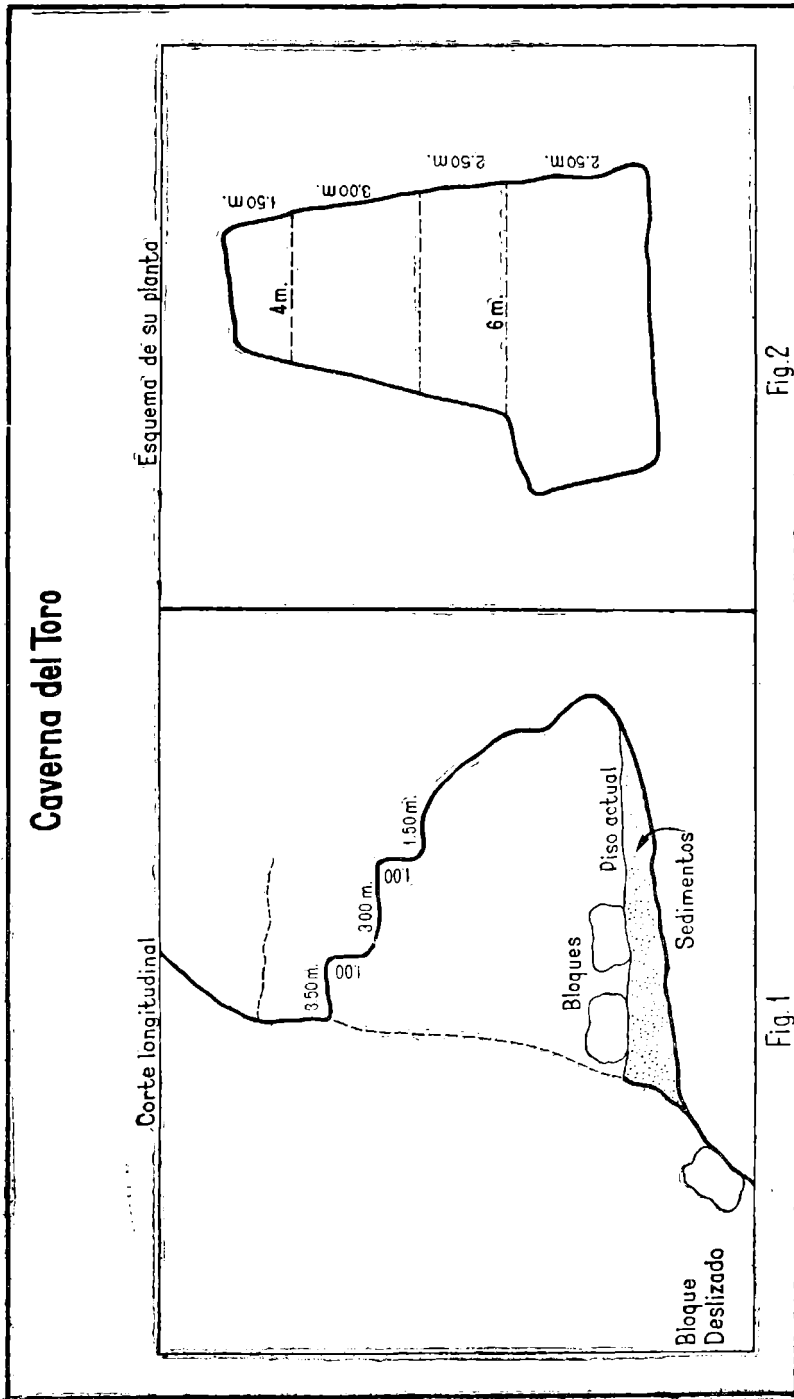 Caverna del Toro
Corte longitudinal
3.50 m.
1.00
3.00 m.
1.00
1.50 m.
Bloques
Piso actual
Sedimentos
Bloque
Deslizado
Fig.1
Esquema de su planta
1.50 m.
3.00 m.
2.50 m.
2.50 m.
4 m.
6 m.
Fig.2